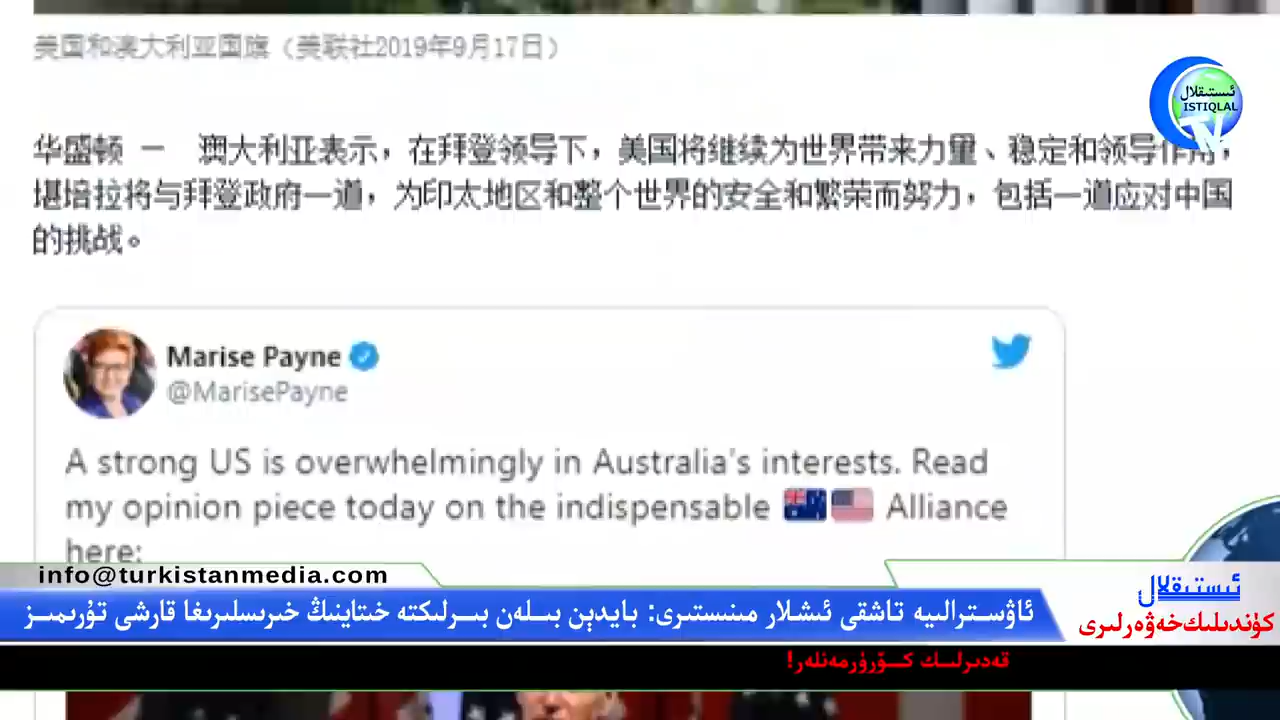 美国和澳大利亚国旗（美联社2019年9月17日）
ئىستىقلال
ISTIQLAL
TV
华盛顿 — 澳大利亚表示，在拜登领导下，美国将继续为世界带来力量、稳定和领导作用，
堪培拉将与拜登政府一道，为印太地区和整个世界的安全和繁荣而努力，包括一道应对中国
的挑战。
Marise Payne
@MarisePayne
A strong US is overwhelmingly in Australia's interests. Read
my opinion piece today on the indispensable 🇦🇺🇺🇸 Alliance
here:
info@turkistanmedia.com
ئىستىقلال
ئاۋستىرالىيە تاشقى ئىشلار مىنىستىرى: بايدېن بىلەن بىرلىكتە خىتاينىڭ خىرىسلىرىغا قارشى تۇرىمىز
كۈندىلىك خەۋەرلىرى
قەدىرلىك كۆرۈرمەنلەر!